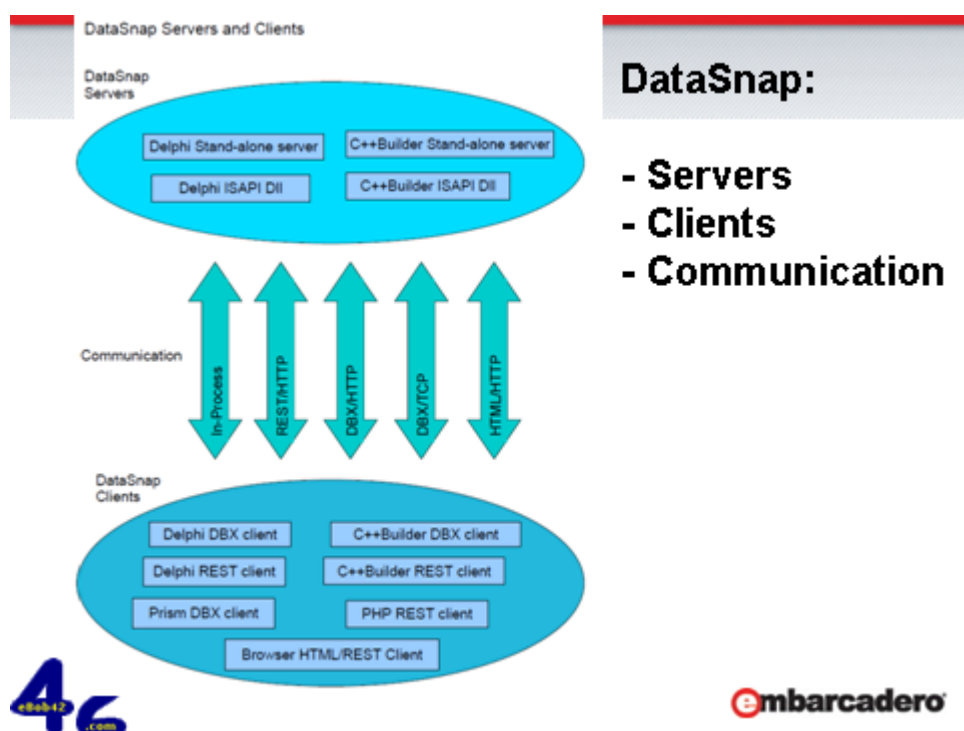 DataSnap Servers and Clients
DataSnap
Servers
Delphi Stand-alone server
C++Builder Stand-alone server
Delphi ISAPI Dll
C++Builder ISAPI Dll
Communication
In-Process
REST/HTTP
DBX/HTTP
DBX/TCP
HTML/HTTP
DataSnap
Clients
Delphi DBX client
C++Builder DBX client
Delphi REST client
C++Builder REST client
Prism DBX client
PHP REST client
Browser HTML/REST Client
DataSnap:
- Servers
- Clients
- Communication
eBob42
.com
embarcadero